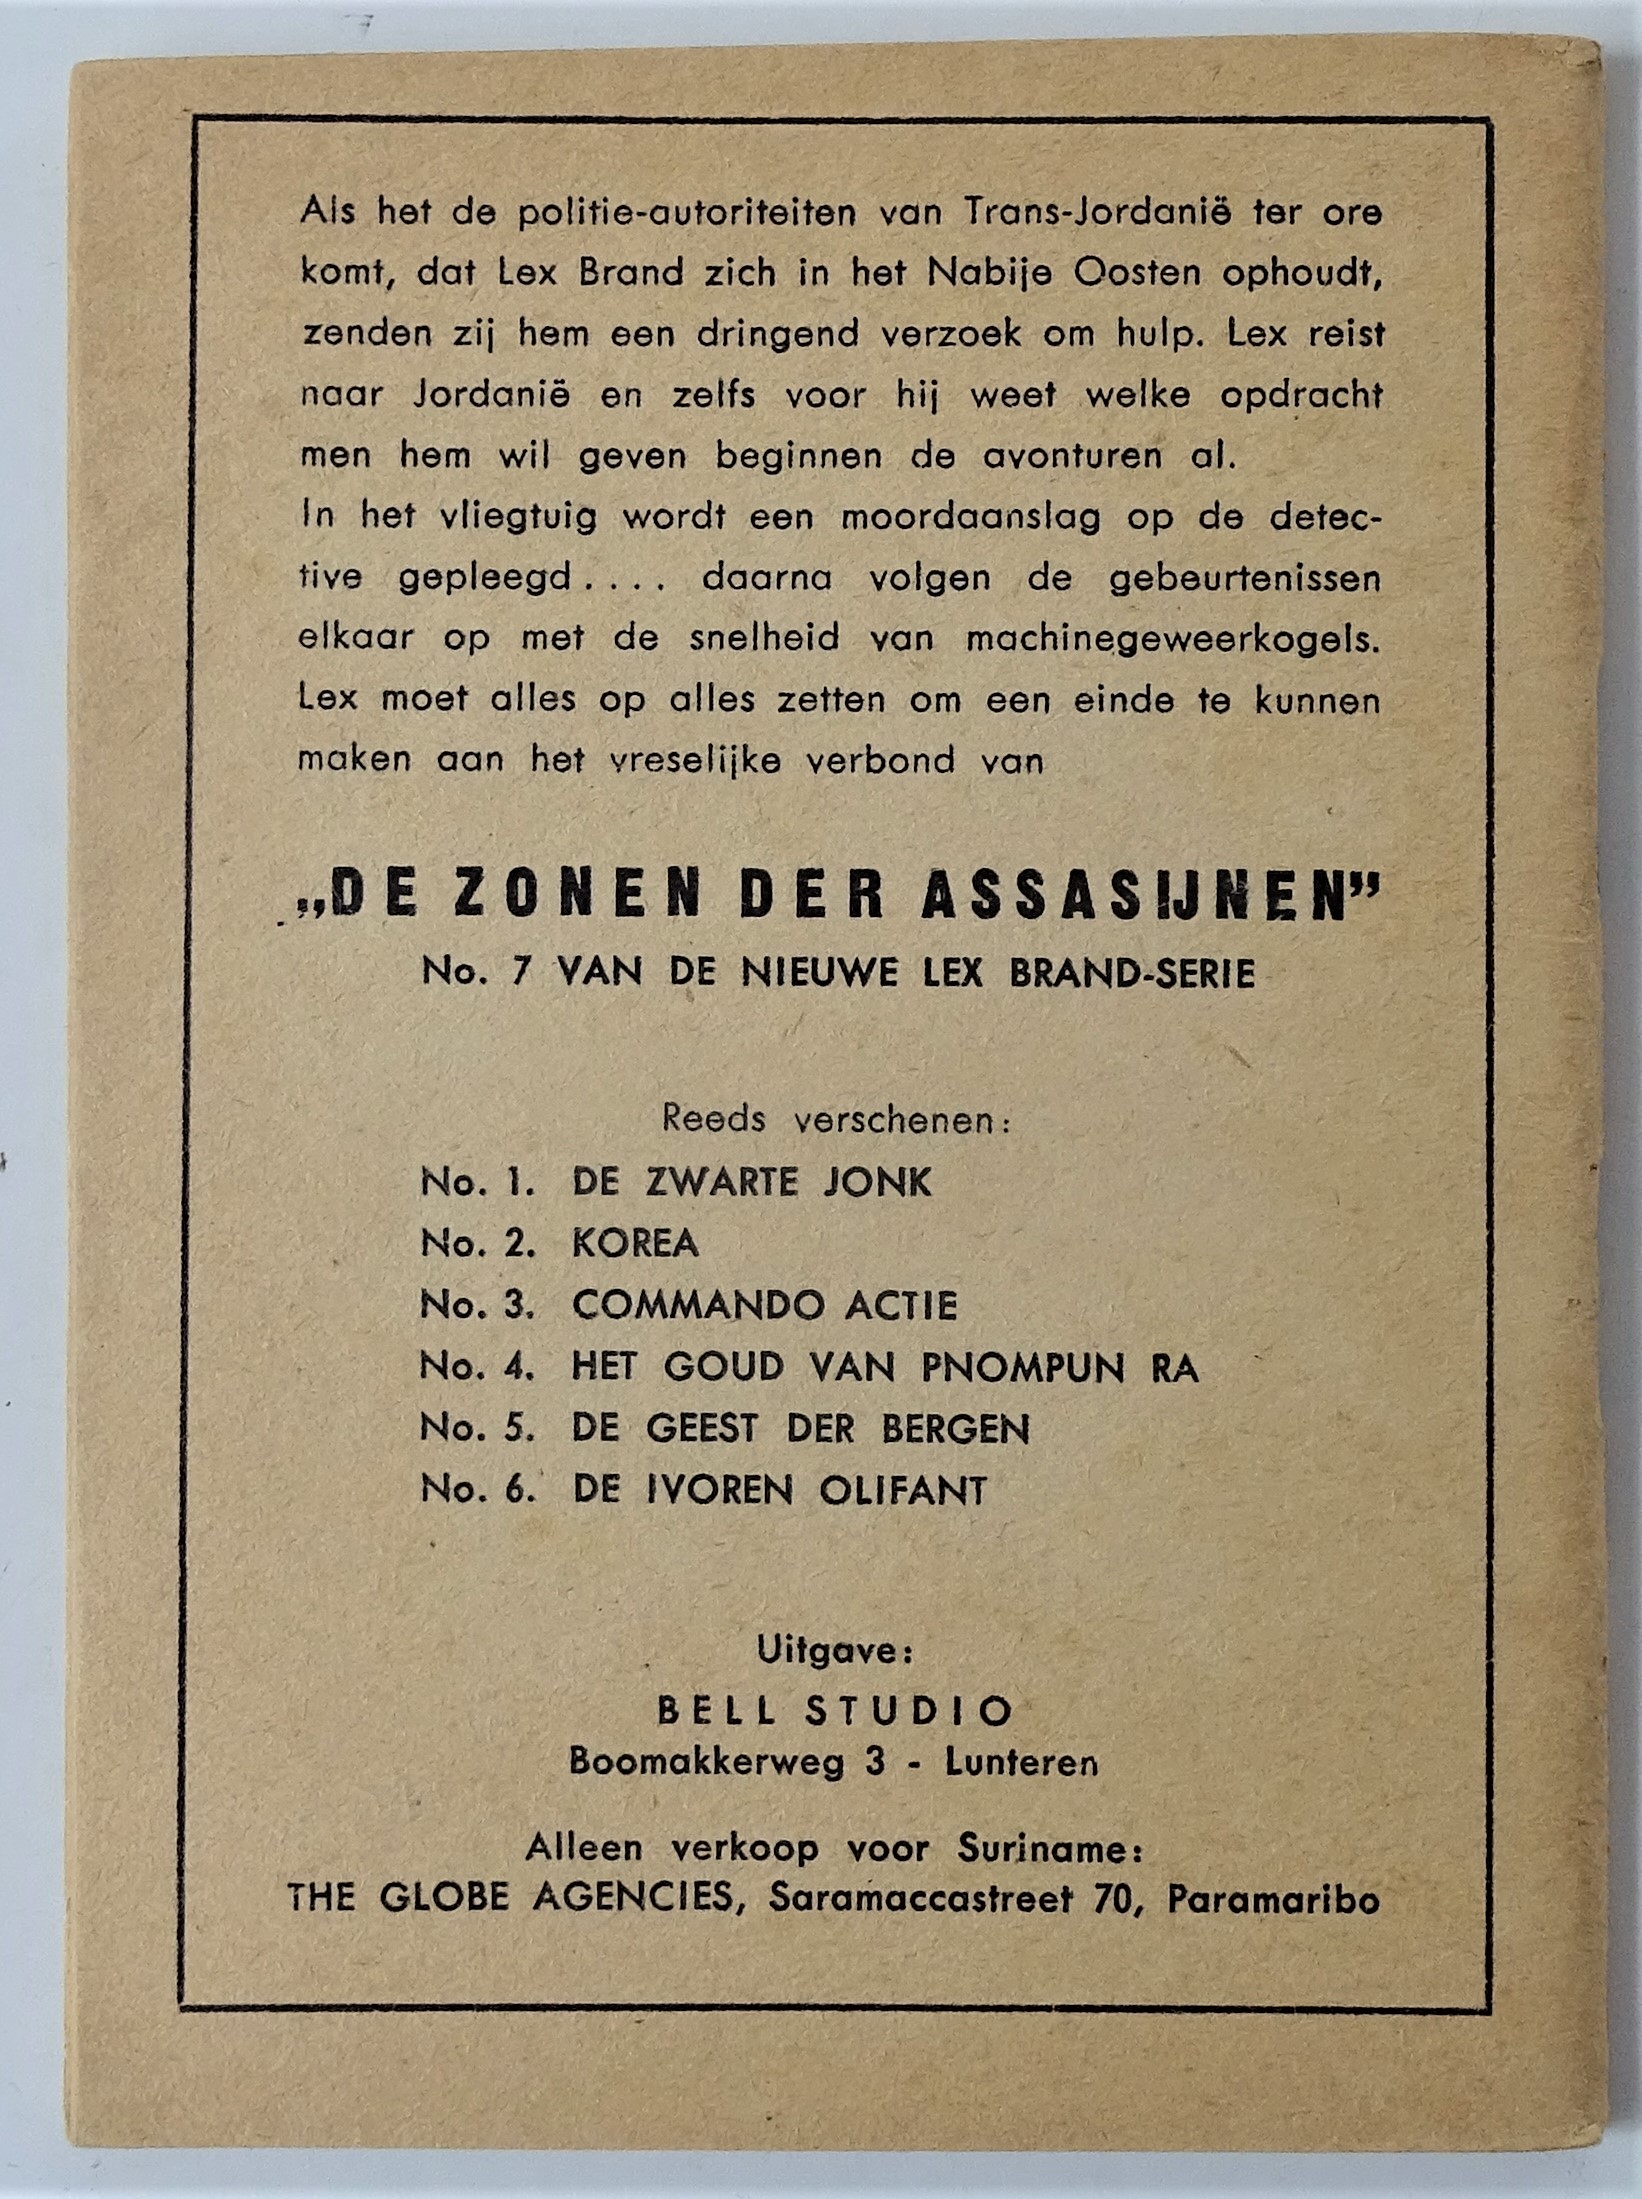 Als het de politie-autoriteiten van Trans-Jordanië ter ore
komt, dat Lex Brand zich in het Nabije Oosten ophoudt,
zenden zij hem een dringend verzoek om hulp. Lex reist
naar Jordanië en zelfs voor hij weet welke opdracht
men hem wil geven beginnen de avonturen al.
In het vliegtuig wordt een moordaanslag op de detec-
tive gepleegd.... daarna volgen de gebeurtenissen
elkaar op met de snelheid van machinegeweerkogels.
Lex moet alles op alles zetten om een einde te kunnen
maken aan het vreselijke verbond van
„DE ZONEN DER ASSASIJNEN”
No. 7 VAN DE NIEUWE LEX BRAND-SERIE
Reeds verschenen:
No. 1. DE ZWARTE JONK
No. 2. KOREA
No. 3. COMMANDO ACTIE
No. 4. HET GOUD VAN PNOMPUN RA
No. 5. DE GEEST DER BERGEN
No. 6. DE IVOREN OLIFANT
Uitgave:
BELL STUDIO
Boomakkerweg 3 - Lunteren
Alleen verkoop voor Suriname:
THE GLOBE AGENCIES, Saramaccastreet 70, Paramaribo